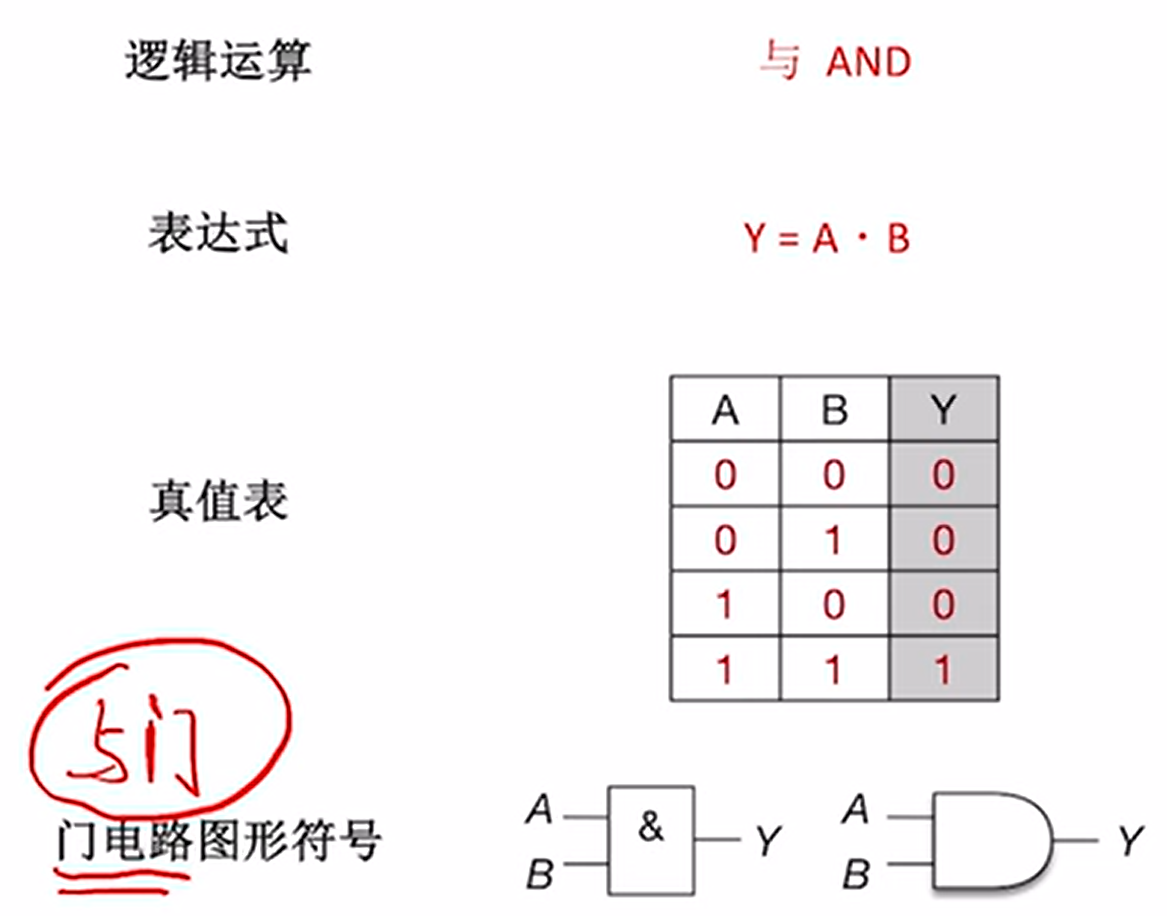 逻辑运算 与 AND
表达式 Y = A · B
真值表
A B Y
0 0 0
0 1 0
1 0 0
1 1 1
与门
门电路图形符号
A & Y
B
A Y
B